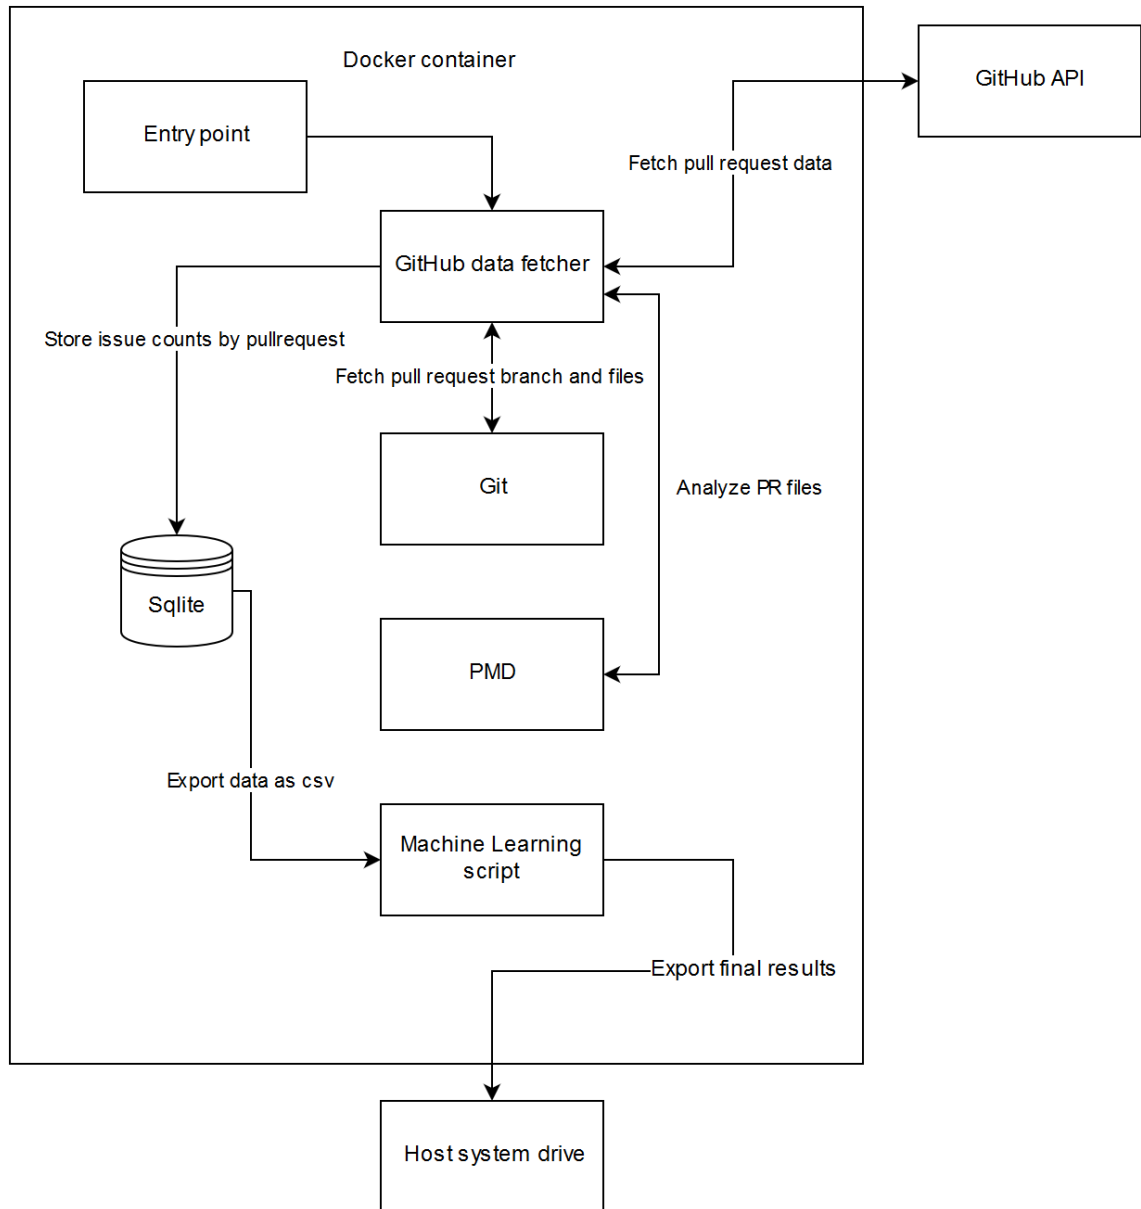 Docker container
GitHub API
Entry point
Fetch pull request data
GitHub data fetcher
Store issue counts by pullrequest
Fetch pull request branch and files
Git
Analyze PR files
Sqlite
PMD
Export data as csv
Machine Learning
script
Export final results
Host system drive